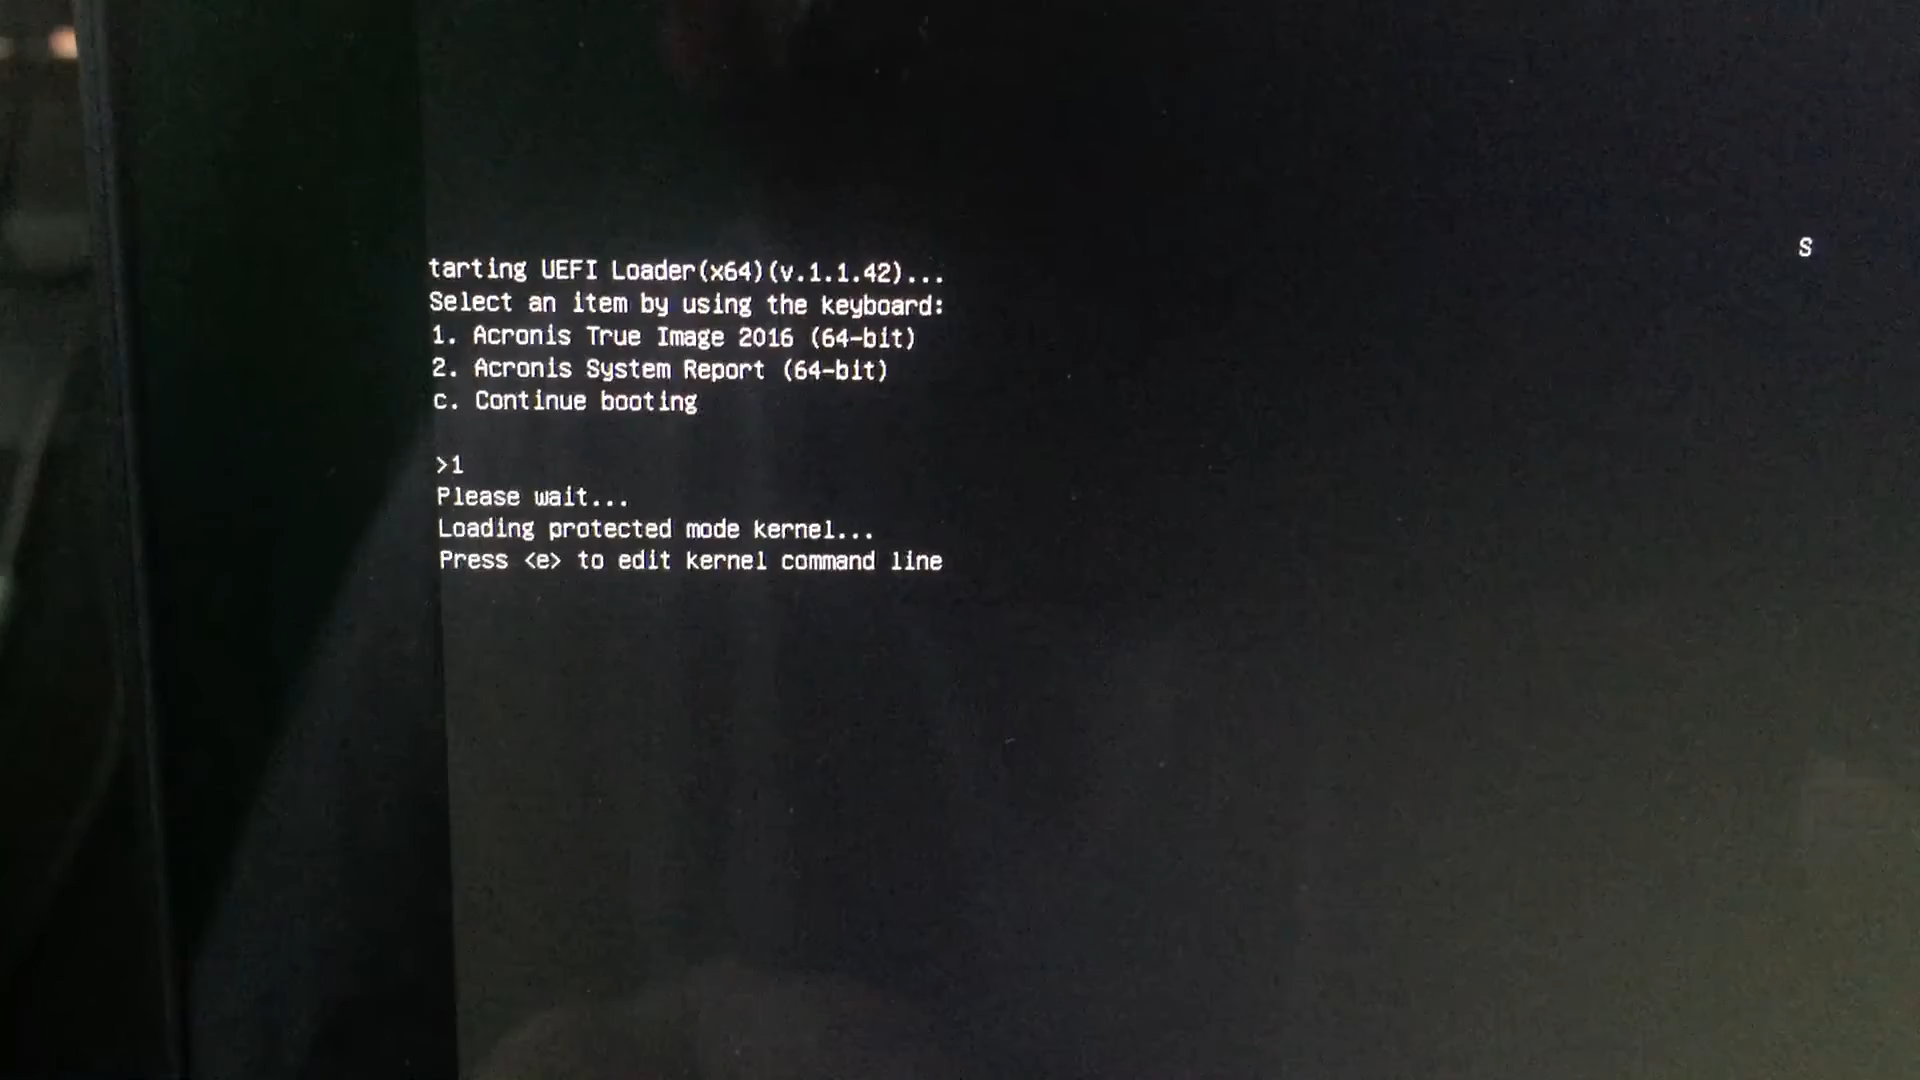 S
tarting UEFI Loader(x64)(v.1.1.42)...
Select an item by using the keyboard:
1. Acronis True Image 2016 (64-bit)
2. Acronis System Report (64-bit)
c. Continue booting
>1
Please wait...
Loading protected mode kernel...
Press <e> to edit kernel command line